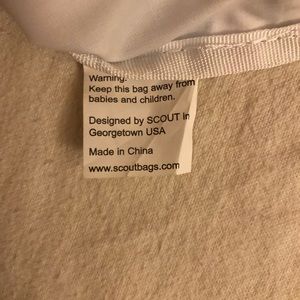 Warning:
Keep this bag away from
babies and children.
Designed by SCOUT In
Georgetown USA
Made in China
www.scoutbags.com